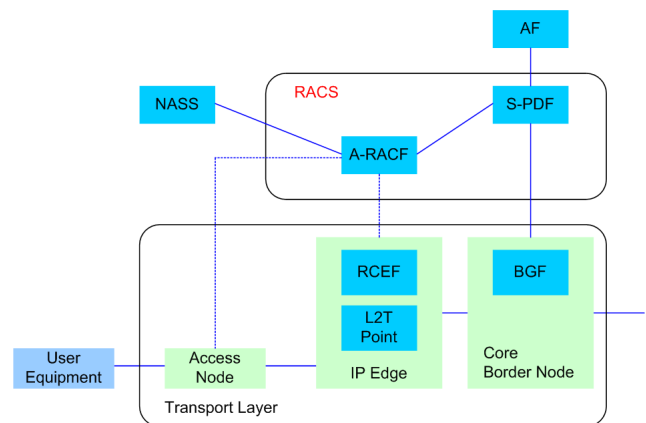 AF
RACS
NASS
S-PDF
A-RACF
RCEF
BGF
L2T
Point
User
Equipment
Access
Node
IP Edge
Core
Border Node
Transport Layer